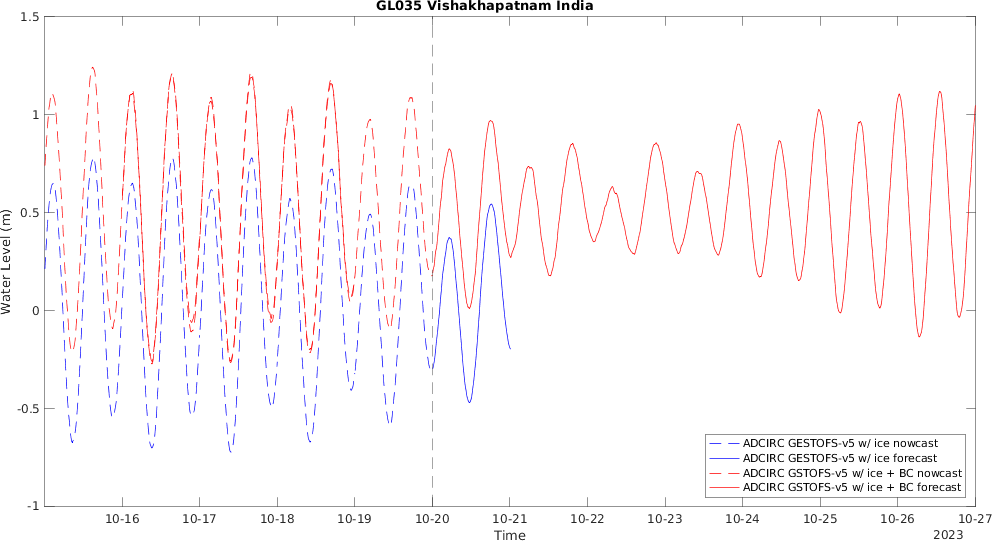 GL035 Vishakhapatnam India
Water Level (m)
1.5
1
0.5
0
-0.5
-1
ADCIRC GESTOFS-v5 w/ ice nowcast
ADCIRC GESTOFS-v5 w/ ice forecast
ADCIRC GSTOFS-v5 w/ ice + BC nowcast
ADCIRC GSTOFS-v5 w/ ice + BC forecast
10-16 10-17 10-18 10-19 10-20 10-21 10-22 10-23 10-24 10-25 10-26 10-27
Time
2023